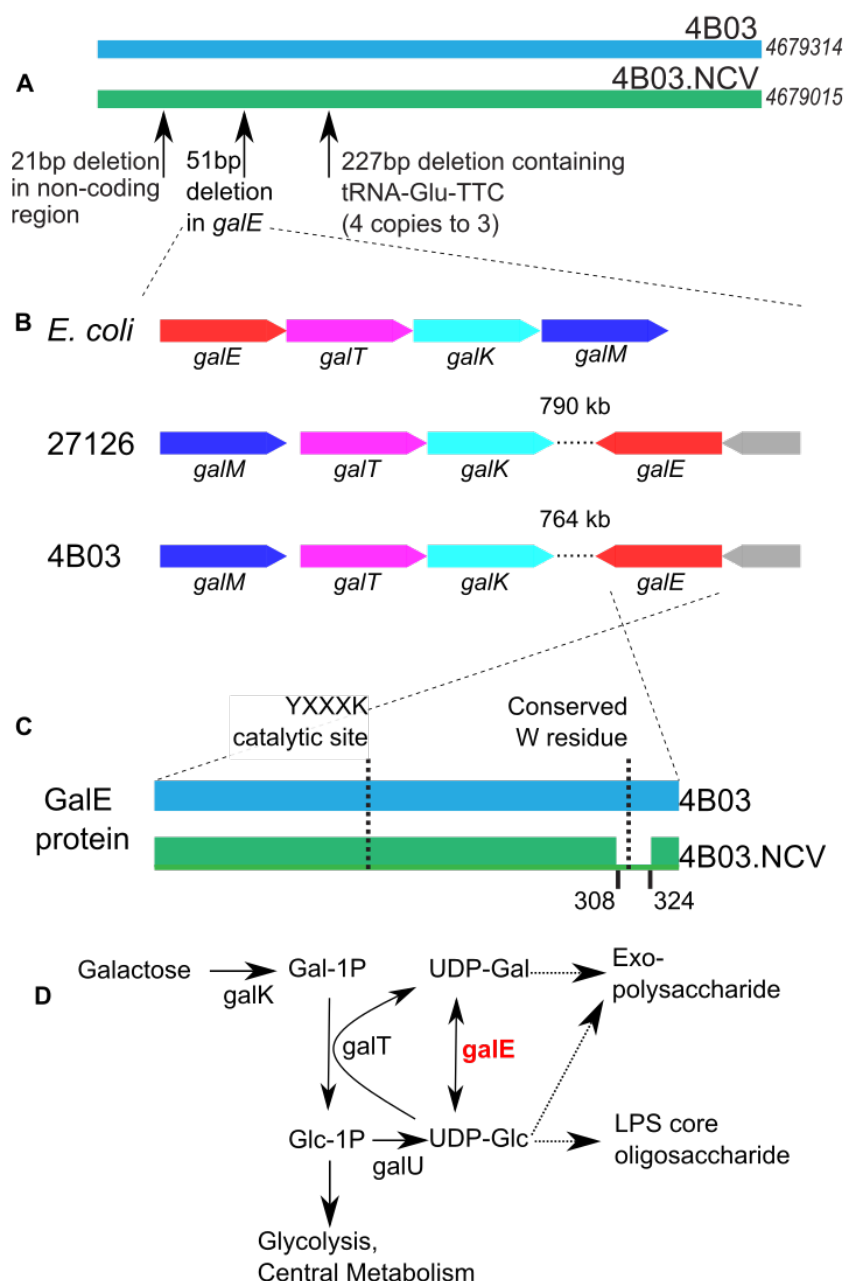 4B03
4679314
A
4B03.NCV
4679015
21bp deletion
in non-coding
region
51bp
deletion
in galE
227bp deletion containing
tRNA-Glu-TTC
(4 copies to 3)
B
E. coli
galE galT galK galM
790 kb
27126
galM galT galK galE
764 kb
4B03
galM galT galK galE
C
YXXXK
catalytic site
Conserved
W residue
GalE
protein
4B03
4B03.NCV
308 324
D
Galactose
galK
Gal-1P
UDP-Gal
Exo-
polysaccharide
galT
galE
Glc-1P
galU
UDP-Glc
LPS core
oligosaccharide
Glycolysis,
Central Metabolism